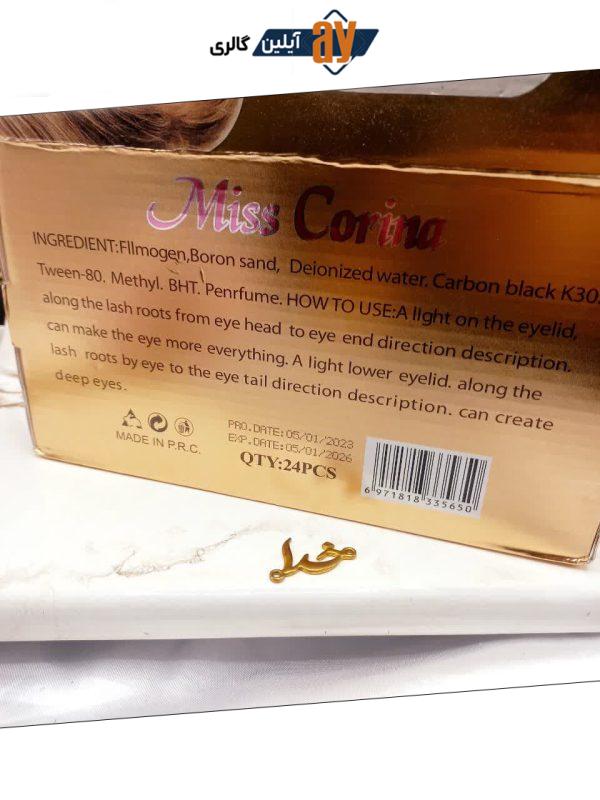 آیلین گالری
ay
Miss Corina
INGREDIENT:FIlmogen,Boron sand, Deionized water. Carbon black K30.
Tween-80. Methyl. BHT. Penrfume. HOW TO USE:A lIght on the eyelid,
along the lash roots from eye head to eye end direction description.
can make the eye more everything. A light lower eyelid. along the
lash roots by eye to the eye tail direction description. can create
deep eyes.
PRO.DATE:05/01/2023
EXP.DATE:05/01/2026
MADE IN P.R.C.
QTY:24PCS
6 971818 335650
خدا